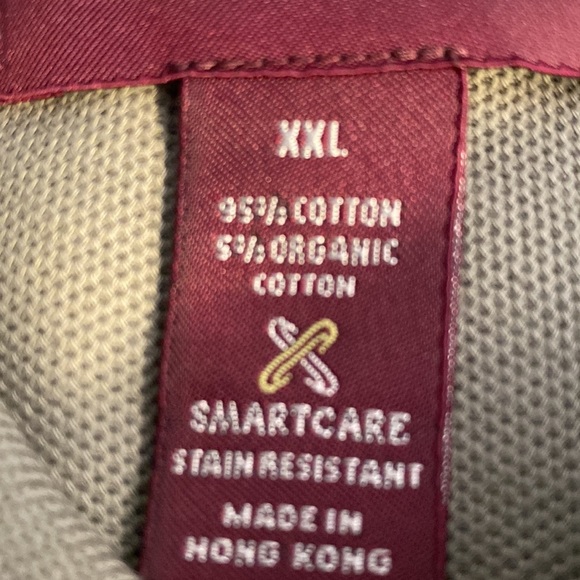 XXL
95% COTTON
5% ORGANIC
COTTON
SMARTCARE
STAIN RESISTANT
MADE IN
HONG KONG